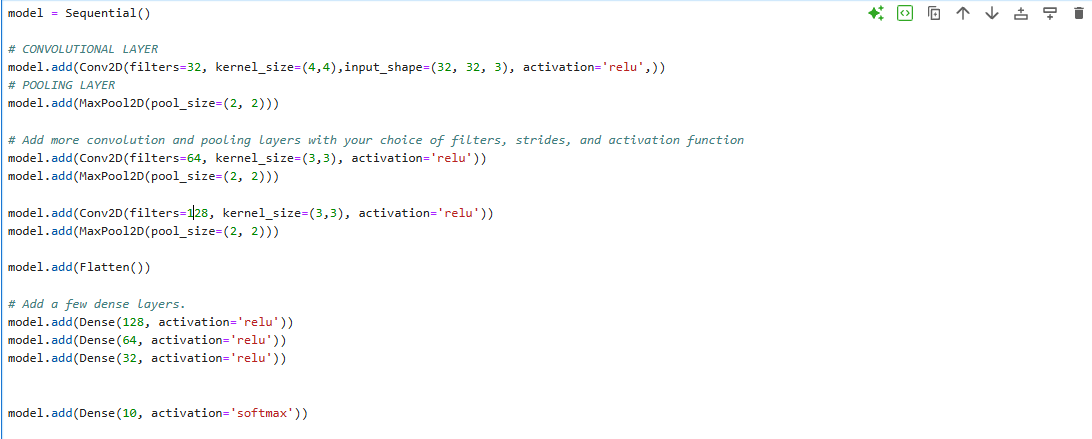 model = Sequential()
# CONVOLUTIONAL LAYER
model.add(Conv2D(filters=32, kernel_size=(4,4),input_shape=(32, 32, 3), activation='relu',))
# POOLING LAYER
model.add(MaxPool2D(pool_size=(2, 2)))
# Add more convolution and pooling layers with your choice of filters, strides, and activation function
model.add(Conv2D(filters=64, kernel_size=(3,3), activation='relu'))
model.add(MaxPool2D(pool_size=(2, 2)))
model.add(Conv2D(filters=128, kernel_size=(3,3), activation='relu'))
model.add(MaxPool2D(pool_size=(2, 2)))
model.add(Flatten())
# Add a few dense layers.
model.add(Dense(128, activation='relu'))
model.add(Dense(64, activation='relu'))
model.add(Dense(32, activation='relu'))
model.add(Dense(10, activation='softmax'))